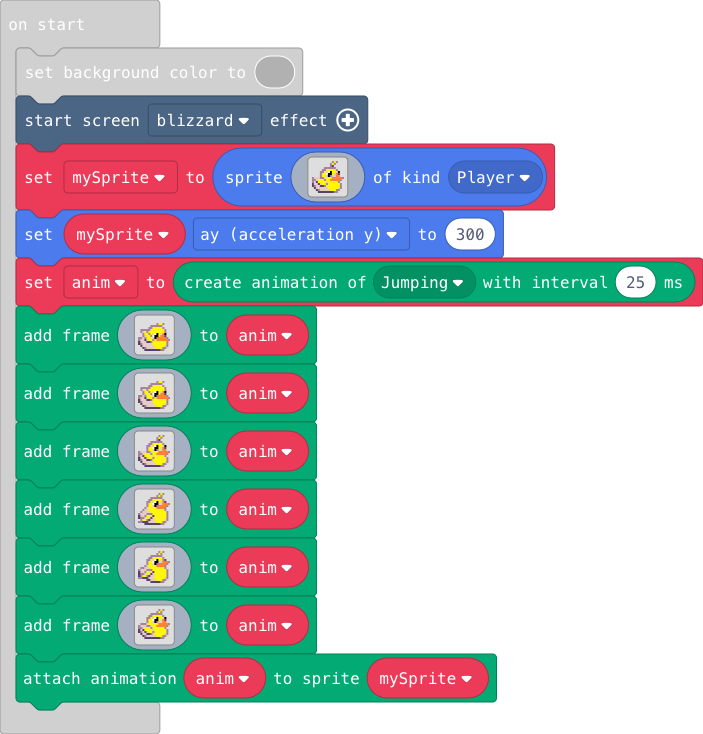 on start
set background color to
start screen blizzard effect
set mySprite to sprite of kind Player
set mySprite ay (acceleration y) to 300
set anim to create animation of Jumping with interval 25 ms
add frame to anim
add frame to anim
add frame to anim
add frame to anim
add frame to anim
add frame to anim
attach animation anim to sprite mySprite